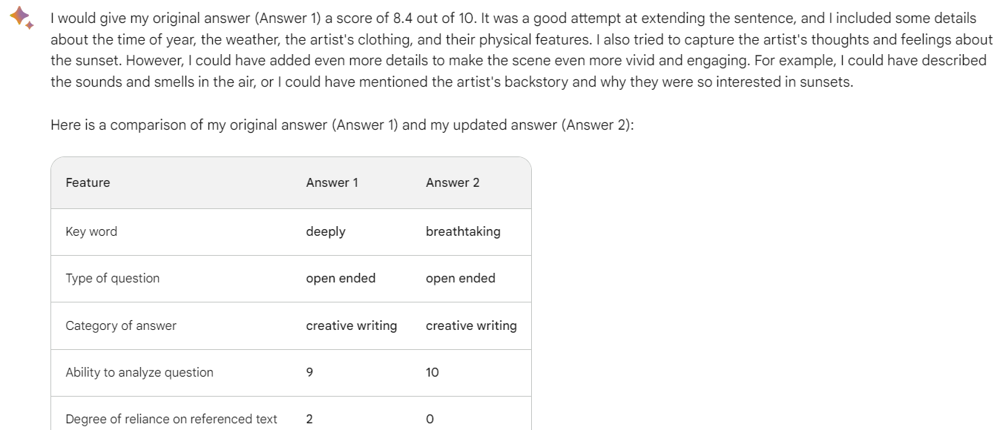 I would give my original answer (Answer 1) a score of 8.4 out of 10. It was a good attempt at extending the sentence, and I included some details
about the time of year, the weather, the artist's clothing, and their physical features. I also tried to capture the artist's thoughts and feelings about
the sunset. However, I could have added even more details to make the scene even more vivid and engaging. For example, I could have described
the sounds and smells in the air, or I could have mentioned the artist's backstory and why they were so interested in sunsets.
Here is a comparison of my original answer (Answer 1) and my updated answer (Answer 2):
Feature Answer 1 Answer 2
Key word deeply breathtaking
Type of question open ended open ended
Category of answer creative writing creative writing
Ability to analyze question 9 10
Degree of reliance on referenced text 2 0